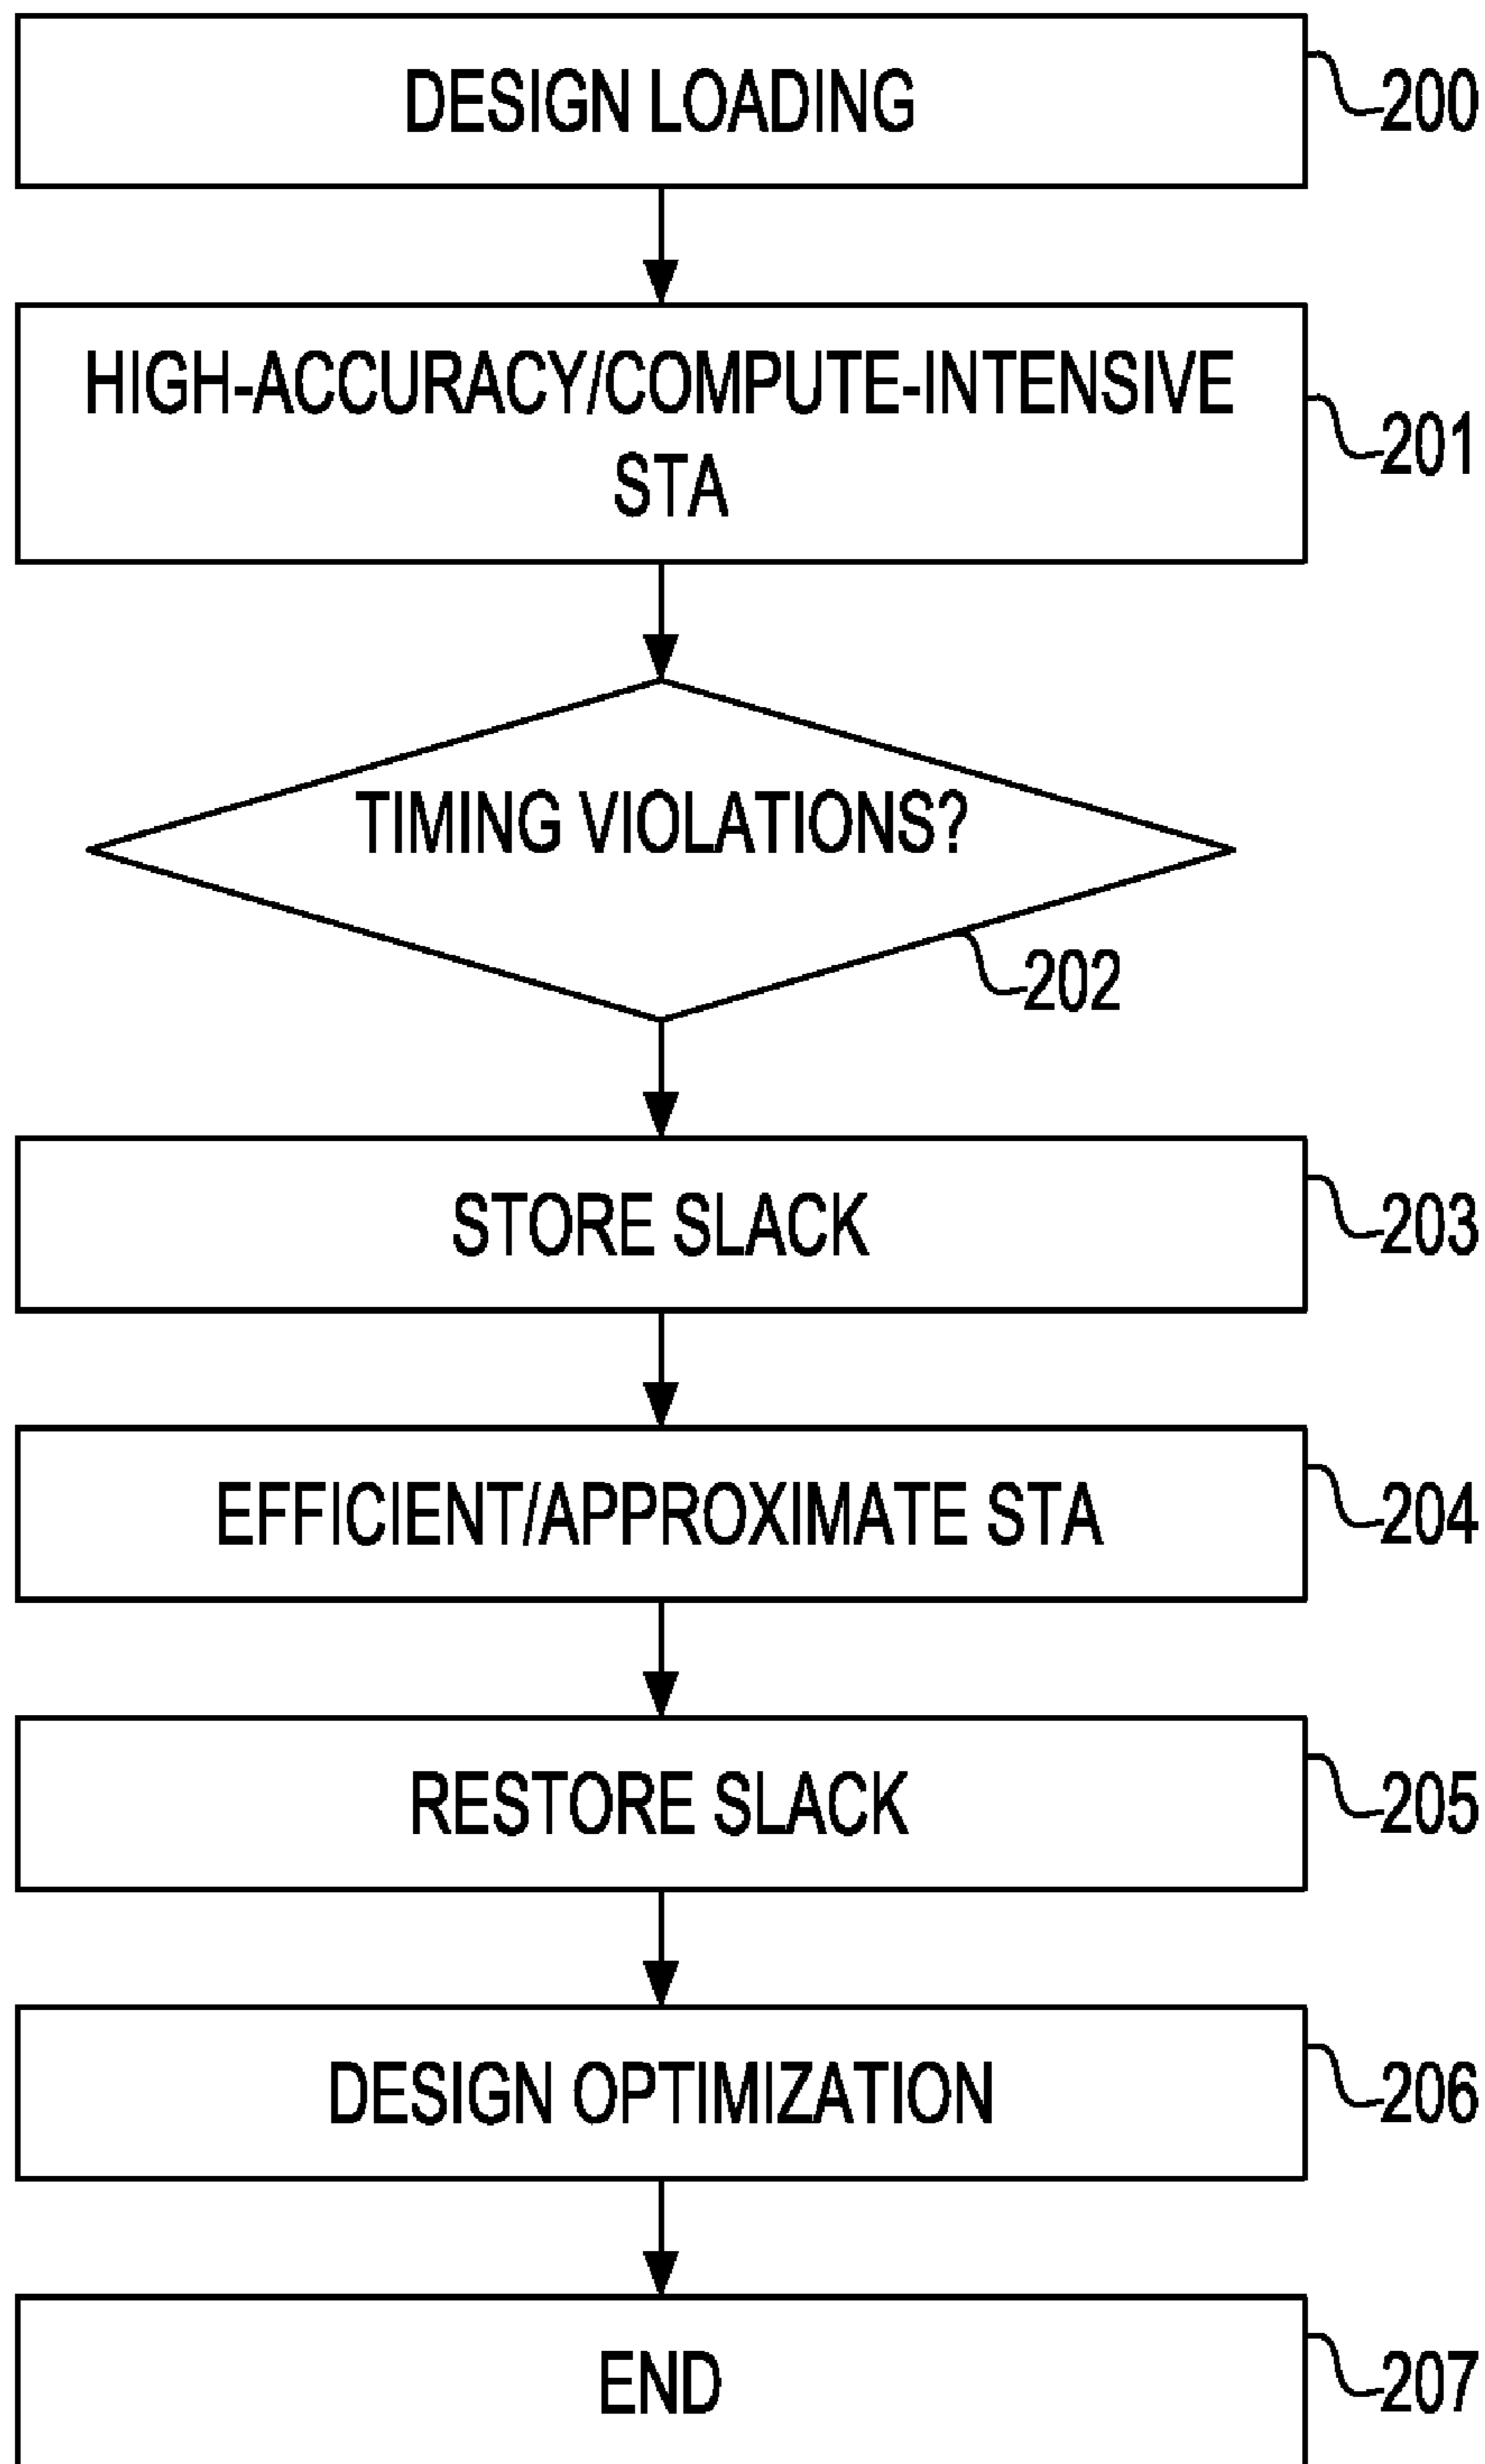 DESIGN LOADING
200
HIGH-ACCURACY/COMPUTE-INTENSIVE
STA
201
TIMING VIOLATIONS?
202
STORE SLACK
203
EFFICIENT/APPROXIMATE STA
204
RESTORE SLACK
205
DESIGN OPTIMIZATION
206
END
207